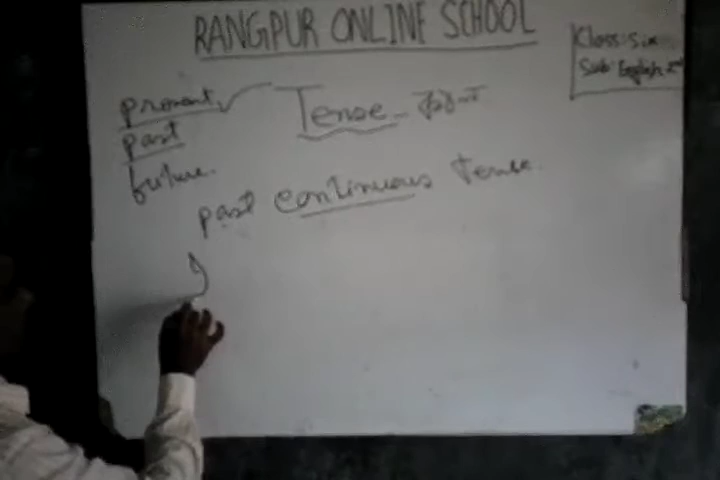 RANGPUR ONLINE SCHOOL
Class: Six
Sub: English 2nd
present
past
future.
Tense -
past continuous Tense.